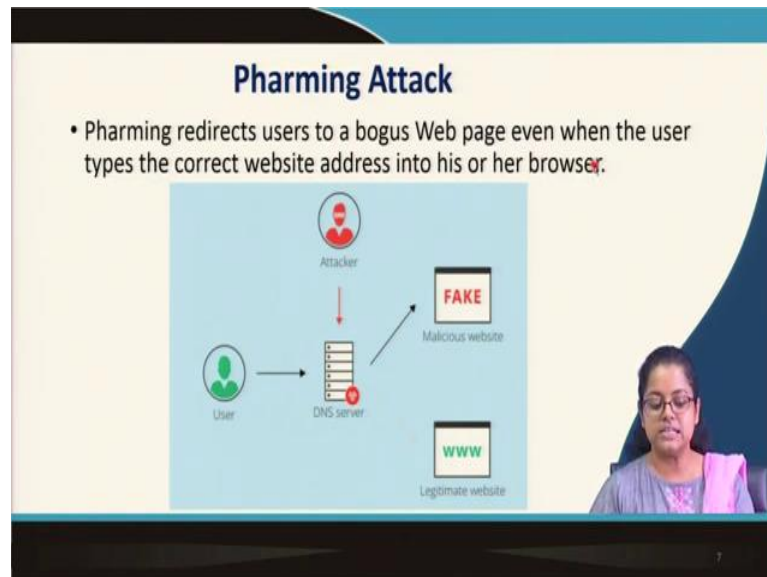 Pharming Attack
• Pharming redirects users to a bogus Web page even when the user
types the correct website address into his or her browser.
Attacker
FAKE
Malicious website
User
DNS server
www
Legitimate website
7